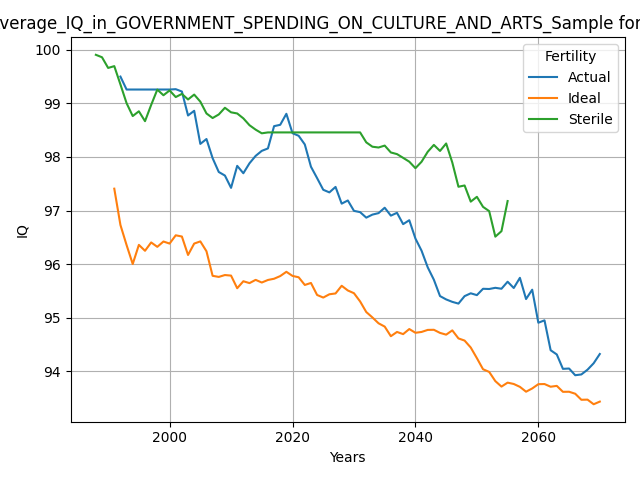 verage_IQ_in_GOVERNMENT_SPENDING_ON_CULTURE_AND_ARTS_Sample for
Fertility
Actual
Ideal
Sterile
100
99
98
97
96
95
94
IQ
2000
2020
2040
2060
Years